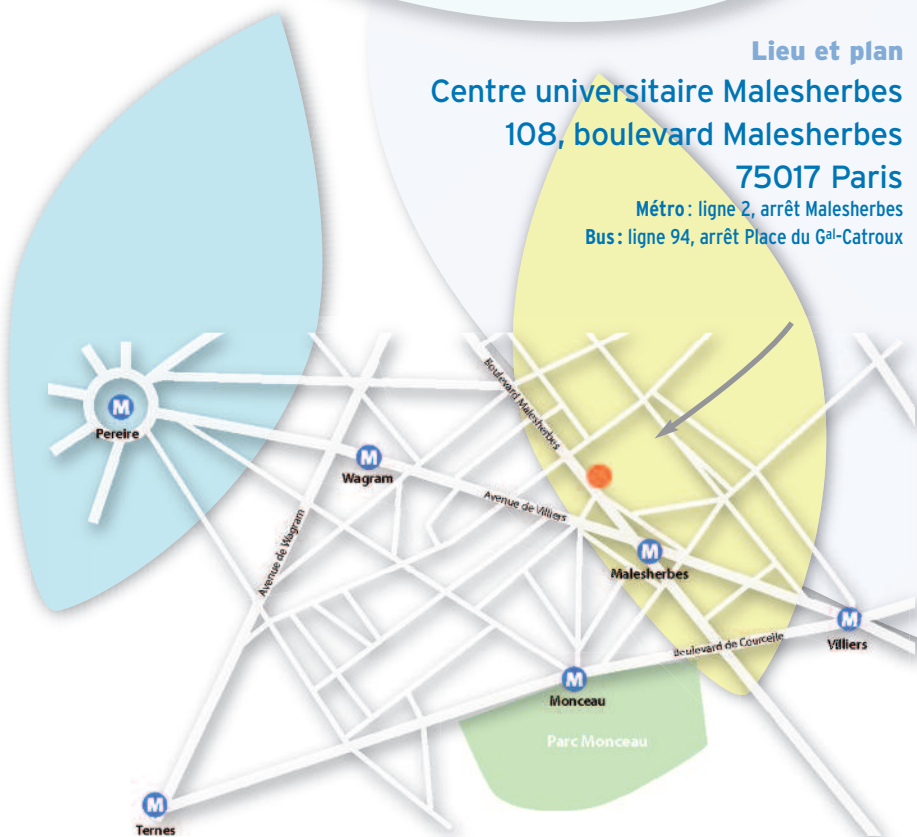 Lieu et plan
Centre universitaire Malesherbes
108, boulevard Malesherbes
75017 Paris
Métro : ligne 2, arrêt Malesherbes
Bus : ligne 94, arrêt Place du Gal-Catroux
Boulevard Malesherbes
M
Pereire
M
Wagram
Avenue de Villiers
Avenue de Wagram
M
Malesherbes
M
Villiers
Boulevard de Courcelle
M
Monceau
Parc Monceau
M
Ternes